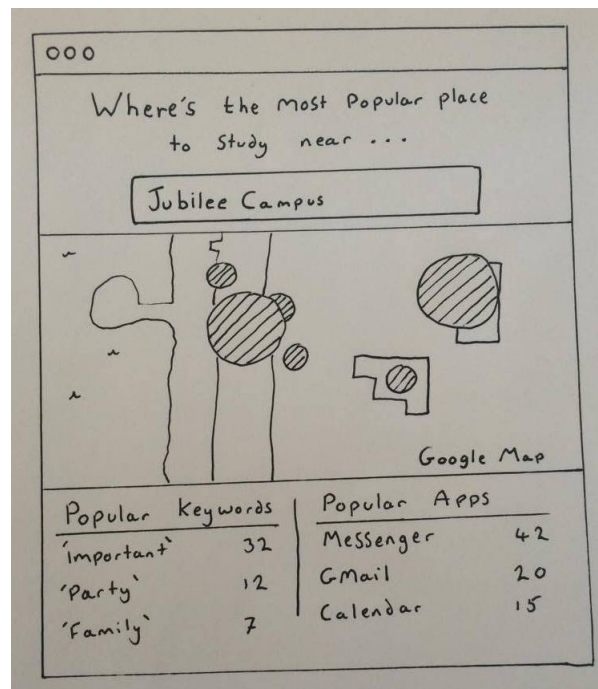 Where's the most Popular place
to Study near ...
Jubilee Campus
Google Map
Popular Keywords
'important' 32
'Party' 12
'Family' 7
Popular Apps
Messenger 42
GMail 20
Calendar 15